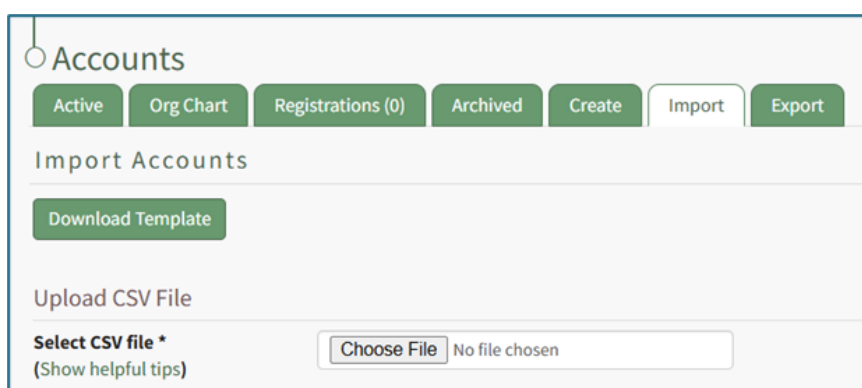 Accounts
Active Org Chart Registrations (0) Archived Create Import Export
Import Accounts
Download Template
Upload CSV File
Select CSV file * Choose File No file chosen
(Show helpful tips)